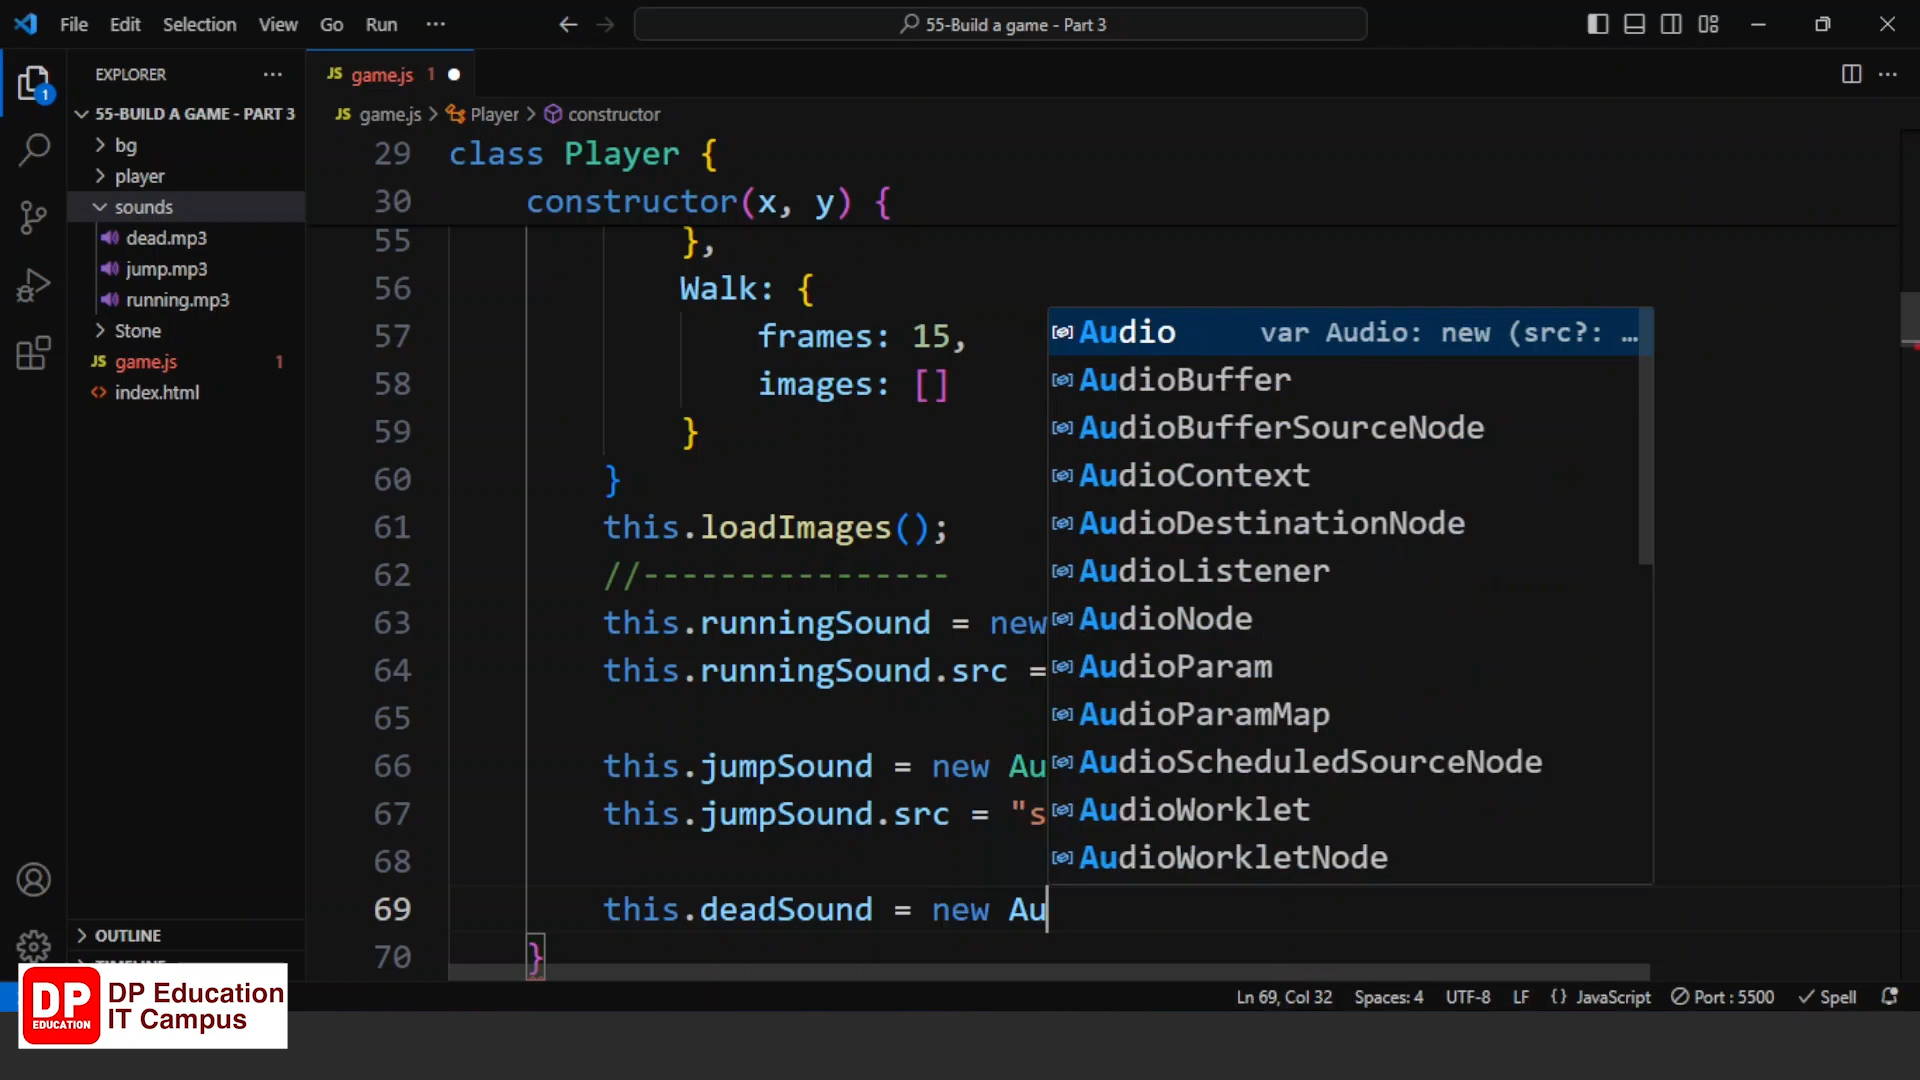 File Edit Selection View Go Run ...
55-Build a game - Part 3
EXPLORER ...
1
55-BUILD A GAME - PART 3
bg
player
sounds
dead.mp3
jump.mp3
running.mp3
Stone
JS game.js 1
index.html
OUTLINE
JS game.js 1
JS game.js > Player > constructor
29 class Player {
30 constructor(x, y) {
55 },
56 Walk: {
57 frames: 15,
58 images: []
59 }
60 }
61 this.loadImages();
62 //----------------
63 this.runningSound = new
64 this.runningSound.src =
65
66 this.jumpSound = new Au
67 this.jumpSound.src = "s
68
69 this.deadSound = new Au
70 }
Audio var Audio: new (src?: …
AudioBuffer
AudioBufferSourceNode
AudioContext
AudioDestinationNode
AudioListener
AudioNode
AudioParam
AudioParamMap
AudioScheduledSourceNode
AudioWorklet
AudioWorkletNode
Ln 69, Col 32 Spaces: 4 UTF-8 LF {} JavaScript Port : 5500 Spell
DP
EDUCATION
DP Education
IT Campus